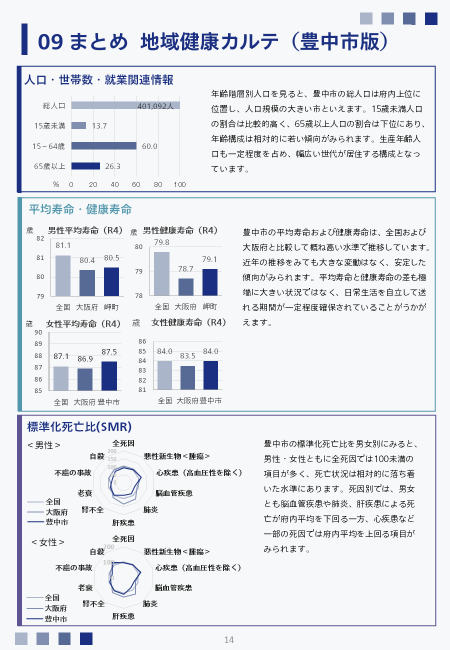 09 まとめ 地域健康カルテ（豊中市版）
人口・世帯数・就業関連情報
総人口
401,092人
15歳未満
13.7
15－64歳
60.0
65歳以上
26.3
%
0 20 40 60 80 100
年齢階層別人口を見ると、豊中市の総人口は府内上位に
位置し、人口規模の大きい市といえます。15歳未満人口
の割合は比較的高く、65歳以上人口の割合は下位にあり、
年齢構成は相対的に若い傾向がみられます。生産年齢人
口も一定程度を占め、幅広い世代が居住する構成となっ
ています。
平均寿命・健康寿命
歳 男性平均寿命（R4）
82
81
80
79
81.1
80.4
80.5
全国 大阪府 岬町
歳 男性健康寿命（R4）
80
79
78
79.8
78.7
79.1
全国 大阪府 岬町
歳 女性平均寿命（R4）
90
89
88
87
86
85
87.1
86.9
87.5
全国 大阪府 豊中市
歳 女性健康寿命（R4）
86
85
84
83
82
81
84.0
83.5
84.0
全国 大阪府 豊中市
豊中市の平均寿命および健康寿命は、全国および
大阪府と比較して概ね高い水準で推移しています。
近年の推移をみても大きな変動はなく、安定した
傾向がみられます。平均寿命と健康寿命の差も極
端に大きい状況ではなく、日常生活を自立して送
れる期間が一定程度確保されていることがうかが
えます。
標準化死亡比(SMR)
＜男性＞
全死因
悪性新生物＜腫瘍＞
心疾患（高血圧性を除く）
脳血管疾患
肺炎
肝疾患
腎不全
老衰
不慮の事故
自殺
全国
大阪府
豊中市
＜女性＞
全死因
悪性新生物＜腫瘍＞
心疾患（高血圧性を除く）
脳血管疾患
肺炎
肝疾患
腎不全
老衰
不慮の事故
自殺
全国
大阪府
豊中市
豊中市の標準化死亡比を男女別にみると、
男性・女性ともに全死因では100未満の
項目が多く、死亡状況は相対的に落ち着
いた水準にあります。死因別では、男女
とも脳血管疾患や肺炎、肝疾患による死
亡が府内平均を下回る一方、心疾患など
一部の死因では府内平均を上回る項目が
みられます。
14